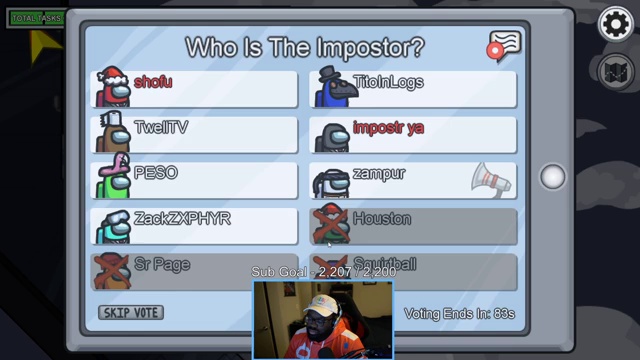 TOTAL TASKS
Who Is The Impostor?
shofu
TitoInLogs
TwellTV
impostr ya
PESO
zampur
ZackZXPHYR
Houston
Sr Page
Squirtball
Sub Goal - 2,207 / 2,200
SKIP VOTE
Voting Ends In: 83s